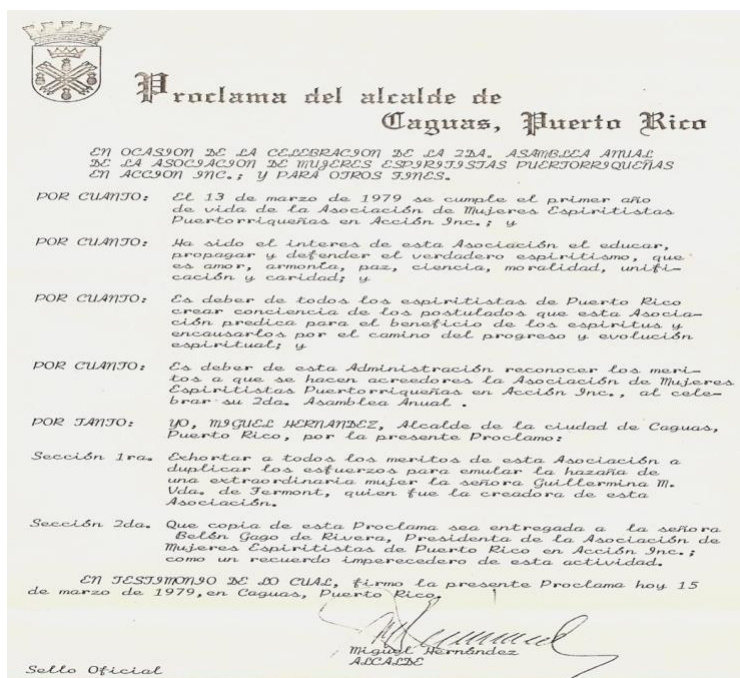 Proclama del alcalde de
Caguas, Puerto Rico
EN OCASION DE LA CELEBRACION DE LA 2DA. ASAMBLEA ANUAL
DE LA ASOCIACION DE MUJERES ESPIRITISTAS PUERTORRIQUEÑAS
EN ACCION INC.; Y PARA OTROS FINES.
POR CUANTO: El 13 de marzo de 1979 se cumple el primer año
de vida de la Asociación de Mujeres Espiritistas
Puertorriqueñas en Acción Inc.; y
POR CUANTO: Ha sido el interes de esta Asociación el educar,
propagar y defender el verdadero espiritismo, que
es amor, armonía, paz, ciencia, moralidad, unifi-
cación y caridad; y
POR CUANTO: Es deber de todos los espiritistas de Puerto Rico
crear conciencia de los postulados que esta Asocia-
ción predica para el beneficio de los espiritus y
encausarlos por el camino del progreso y evolución
espiritual; y
POR CUANTO: Es deber de esta Administración reconocer los meri-
tos a que se hacen acreedores la Asociación de Mujeres
Espiritistas Puertorriqueñas en Acción Inc., al cele-
brar su 2da. Asamblea Anual .
POR TANTO: YO, MIGUEL HERNANDEZ, Alcalde de la ciudad de Caguas,
Puerto Rico, por la presente Proclamo:
Sección 1ra. Exhortar a todos los meritos de esta Asociación a
duplicar los esfuerzos para emular la hazaña de
una extraordinaria mujer la señora Guillermina M.
Vda. de Fermont, quien fue la creadora de esta
Asociación.
Sección 2da. Que copia de esta Proclama sea entregada a la señora
Belén Gago de Rivera, Presidenta de la Asociación de
Mujeres Espiritistas de Puerto Rico en Acción Inc.;
como un recuerdo imperecedero de esta actividad.
EN TESTIMONIO DE LO CUAL, firmo la presente Proclama hoy 15
de marzo de 1979, en Caguas, Puerto Rico.
Miguel Hernández
ALCALDE
Sello Oficial